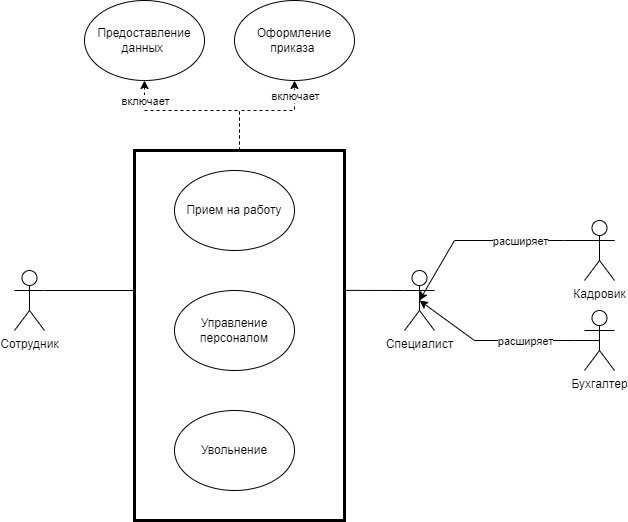 Предоставление
данных
Оформление
приказа
включает
включает
Прием на работу
расширяет
Кадровик
Сотрудник
Управление
персоналом
Специалист
расширяет
Бухгалтер
Увольнение